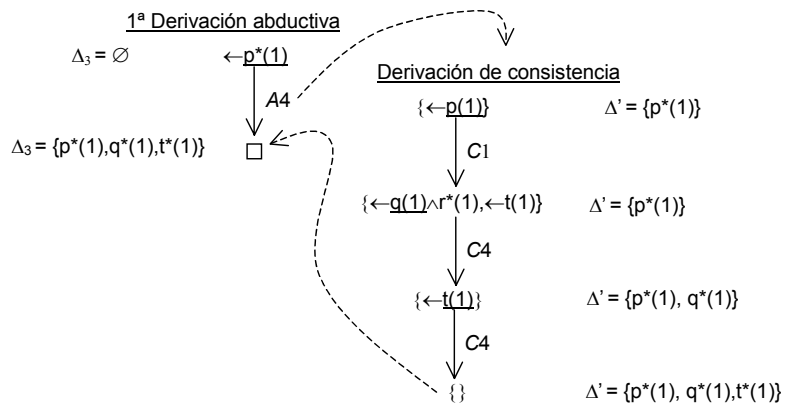 1ª Derivación abductiva
Δ₃ = ∅ ←p*(1)
A4
Δ₃ = {p*(1),q*(1),t*(1)} □
Derivación de consistencia
{←p(1)} Δ' = {p*(1)}
C1
{←q(1)∧r*(1),←t(1)} Δ' = {p*(1)}
C4
{←t(1)} Δ' = {p*(1), q*(1)}
C4
{} Δ' = {p*(1), q*(1),t*(1)}